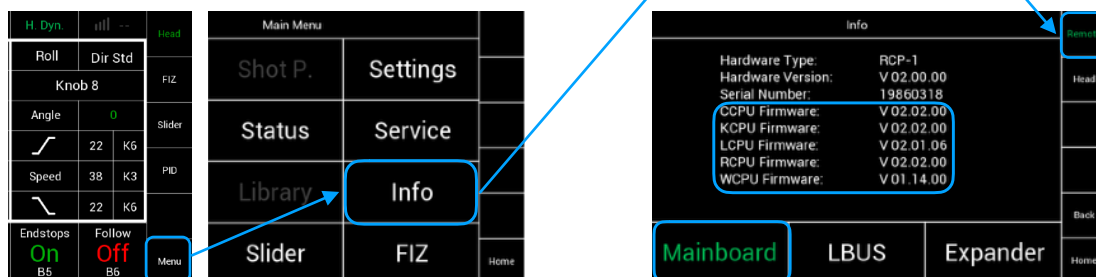 H. Dyn. -- Head
Roll Dir Std
Knob 8 FIZ
Angle 0 Slider
22 K6
Speed 38 K3 PID
22 K6
Endstops Follow
On Off Menu
B5 B6
Main Menu
Shot P. Settings
Status Service
Library Info
Slider FIZ Home
Info
Hardware Type: RCP-1
Hardware Version: V 02.00.00
Serial Number: 19860318
CCPU Firmware: V 02.02.00
KCPU Firmware: V 02.02.00
LCPU Firmware: V 02.01.06
RCPU Firmware: V 02.02.00
WCPU Firmware: V 01.14.00
Mainboard LBUS Expander
Head
Back
Home